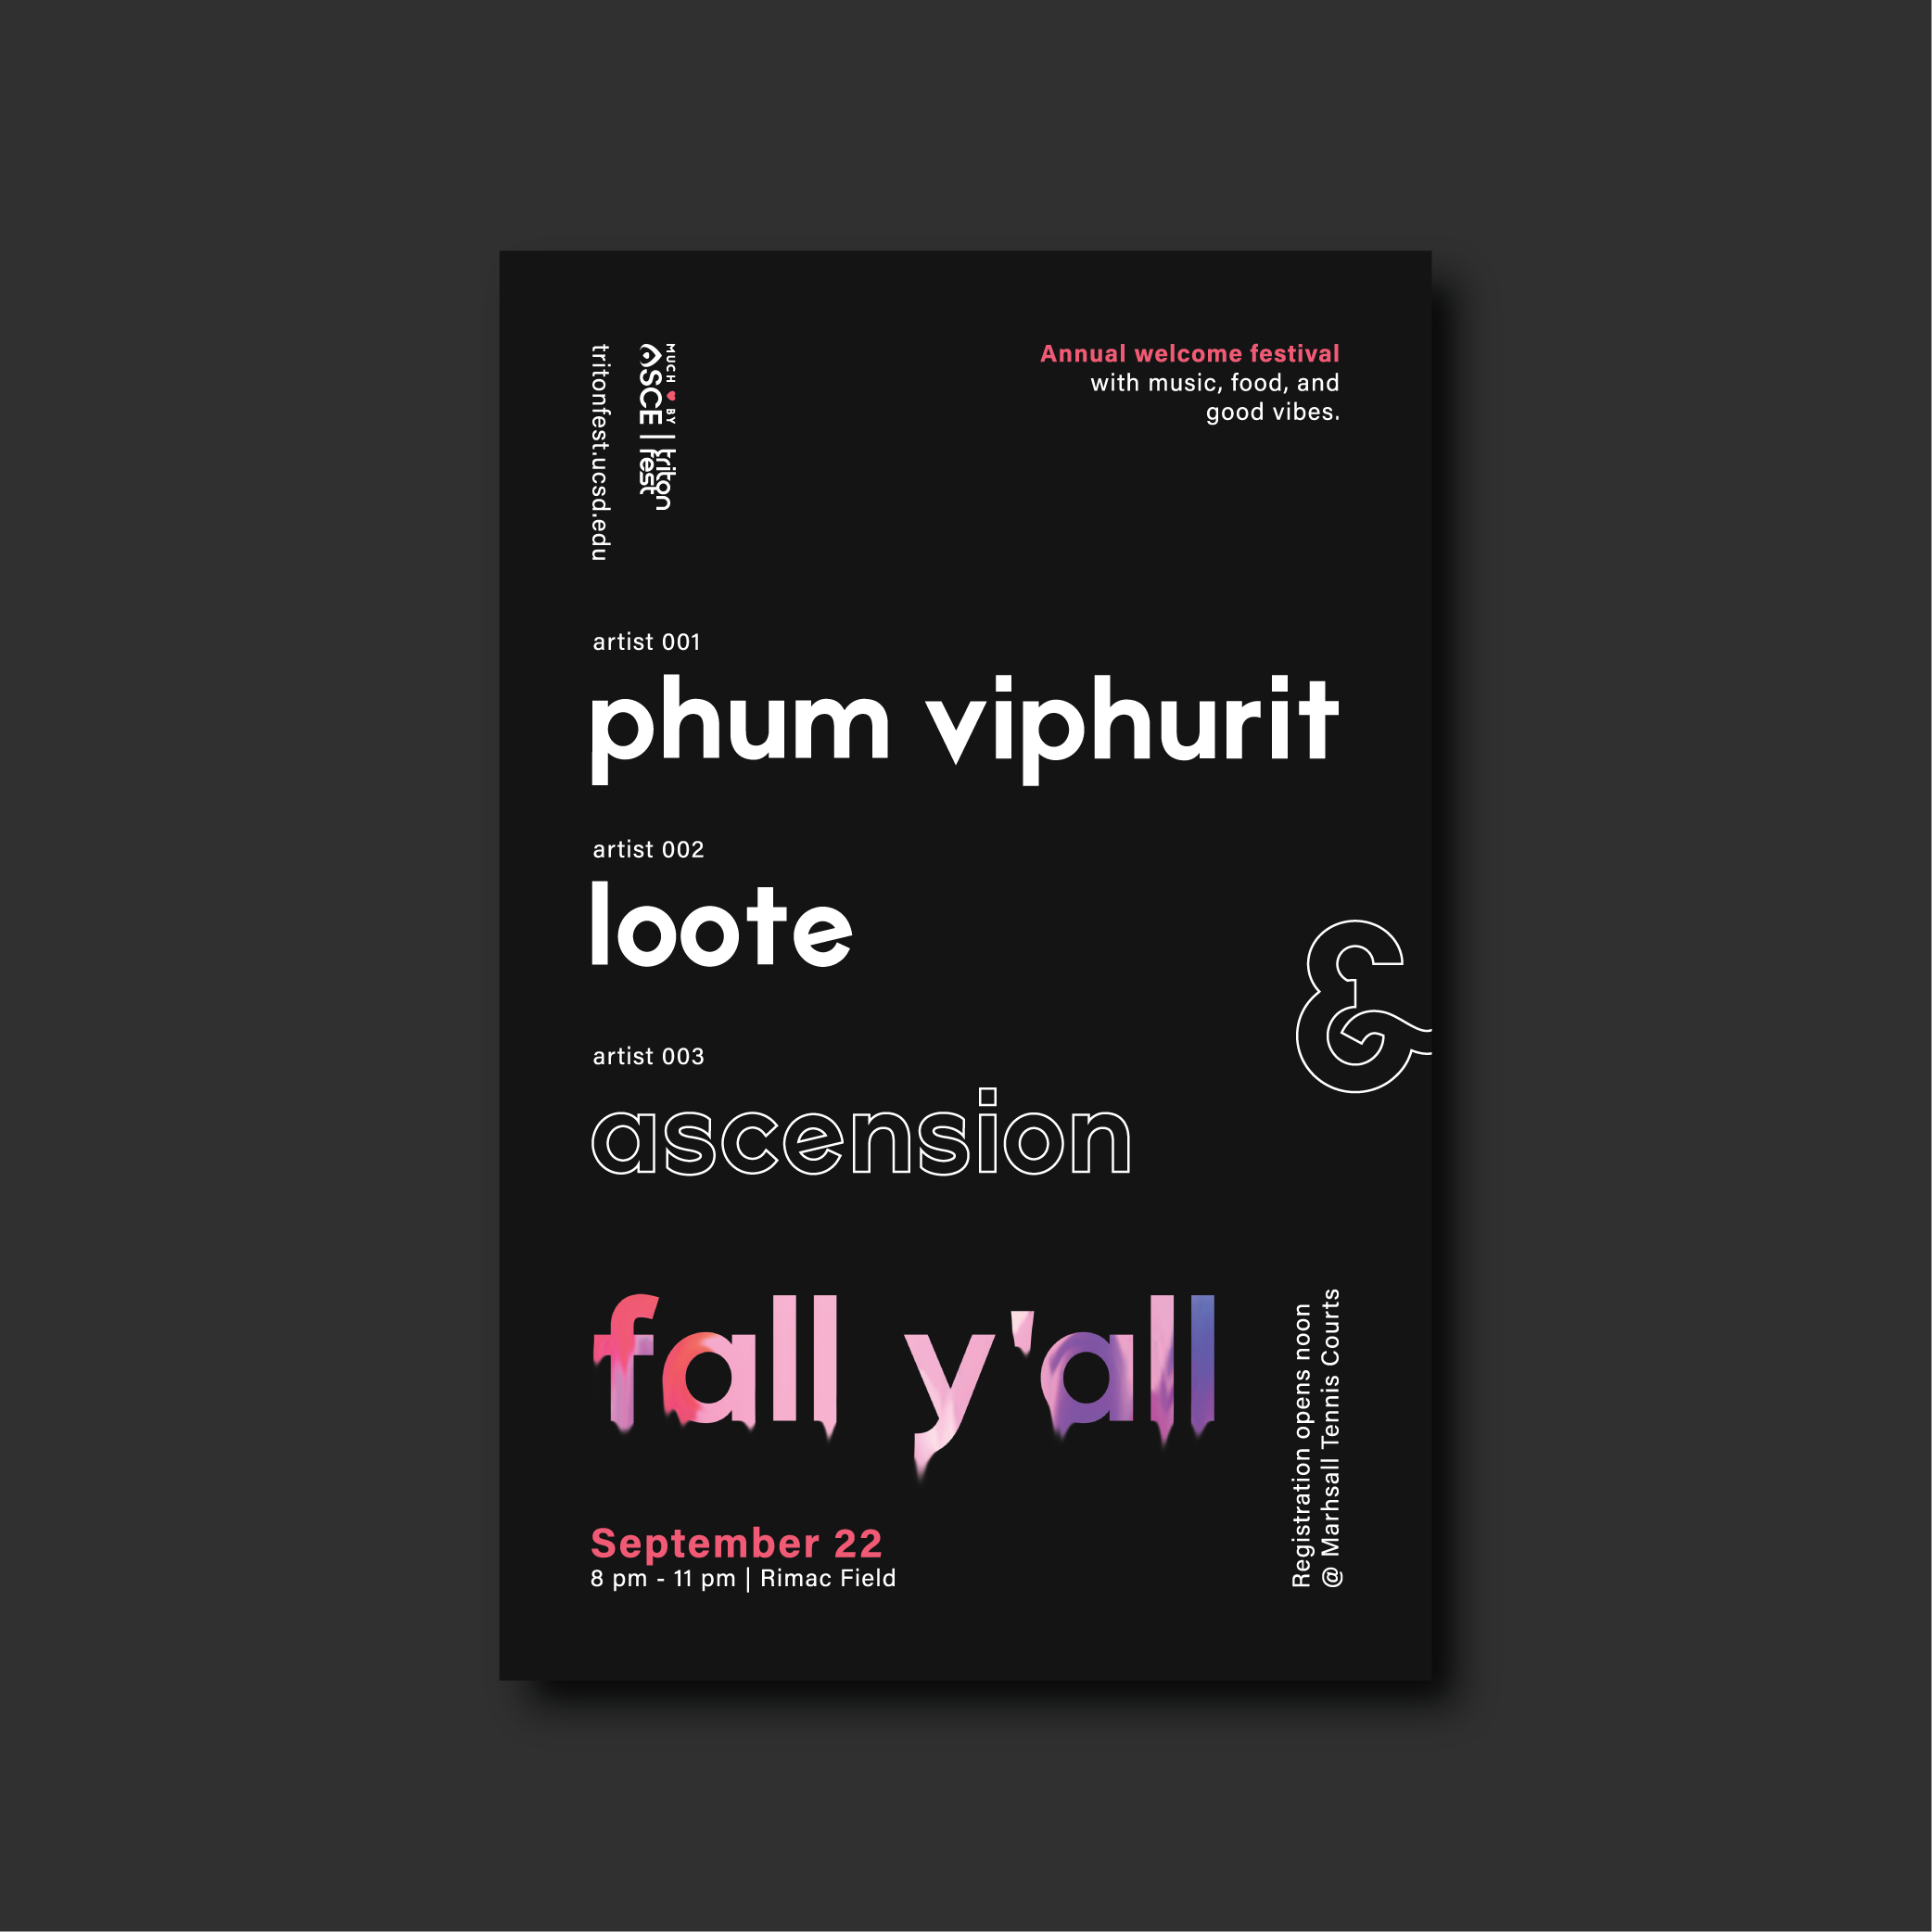 tritonfest.ucsd.edu
MUCH ♥ BY
ASCE | triton
fest
Annual welcome festival
with music, food, and
good vibes.
artist 001
phum viphurit
artist 002
loote
&
artist 003
ascension
fall y'all
September 22
8 pm - 11 pm | Rimac Field
Registration opens noon
@ Marhsall Tennis Courts